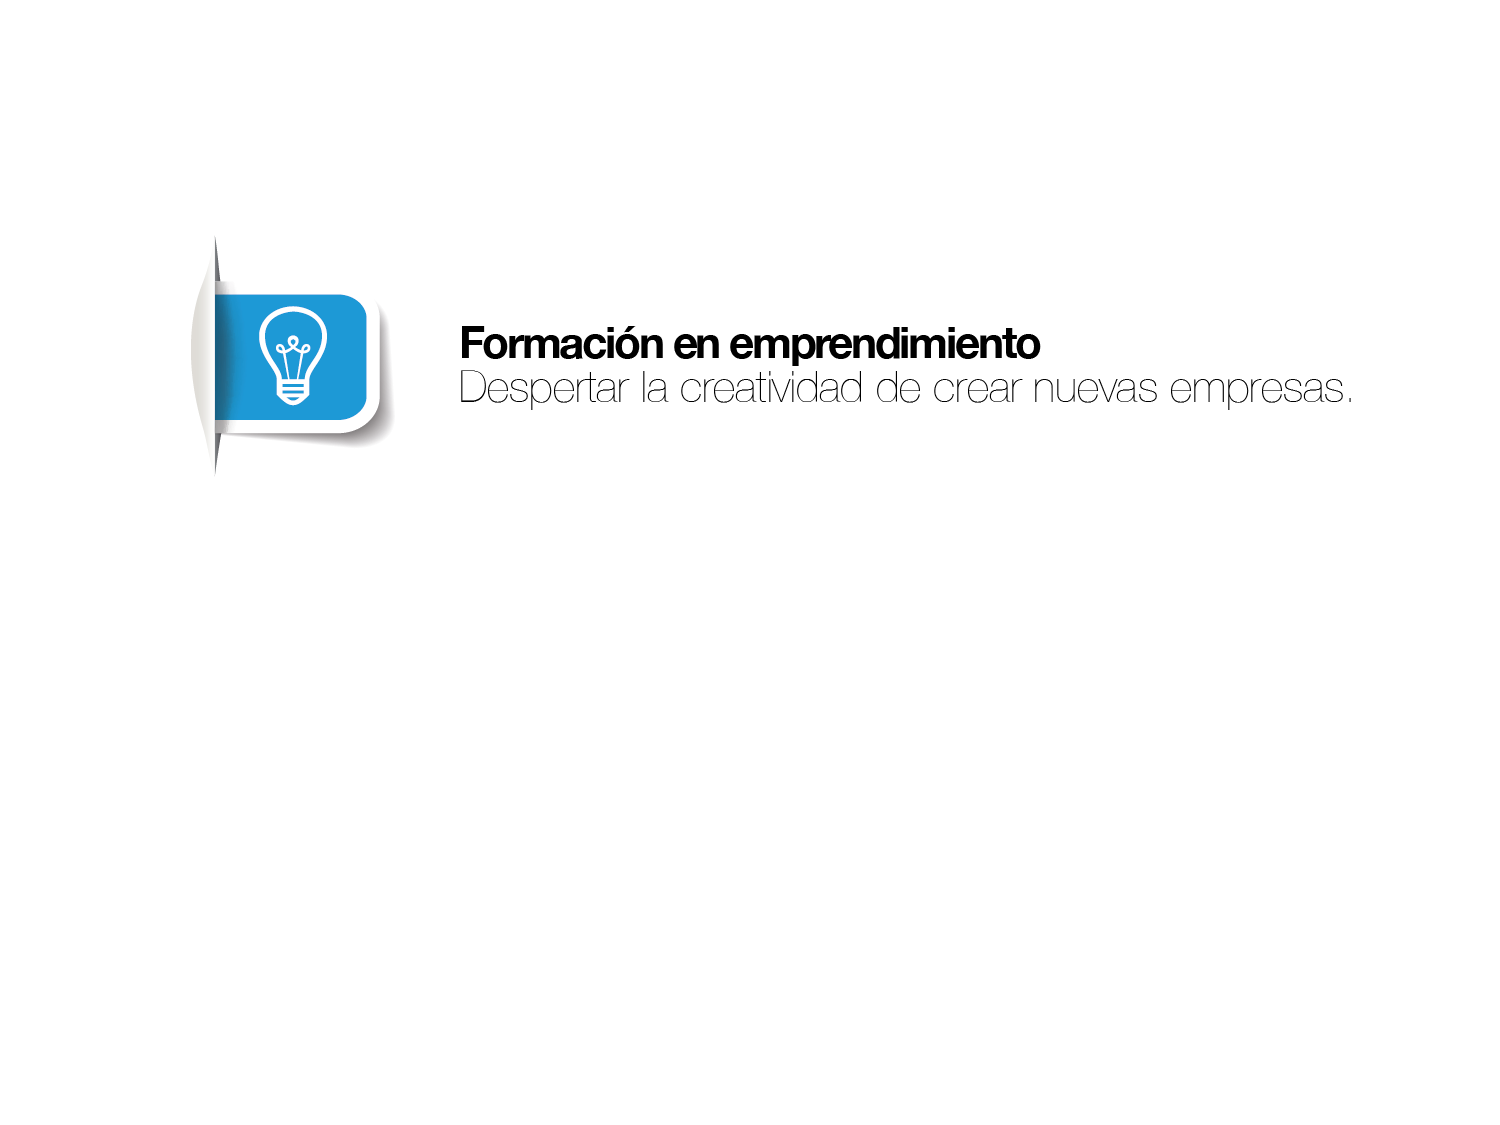 Formación en emprendimiento
Despertar la creatividad de crear nuevas empresas.